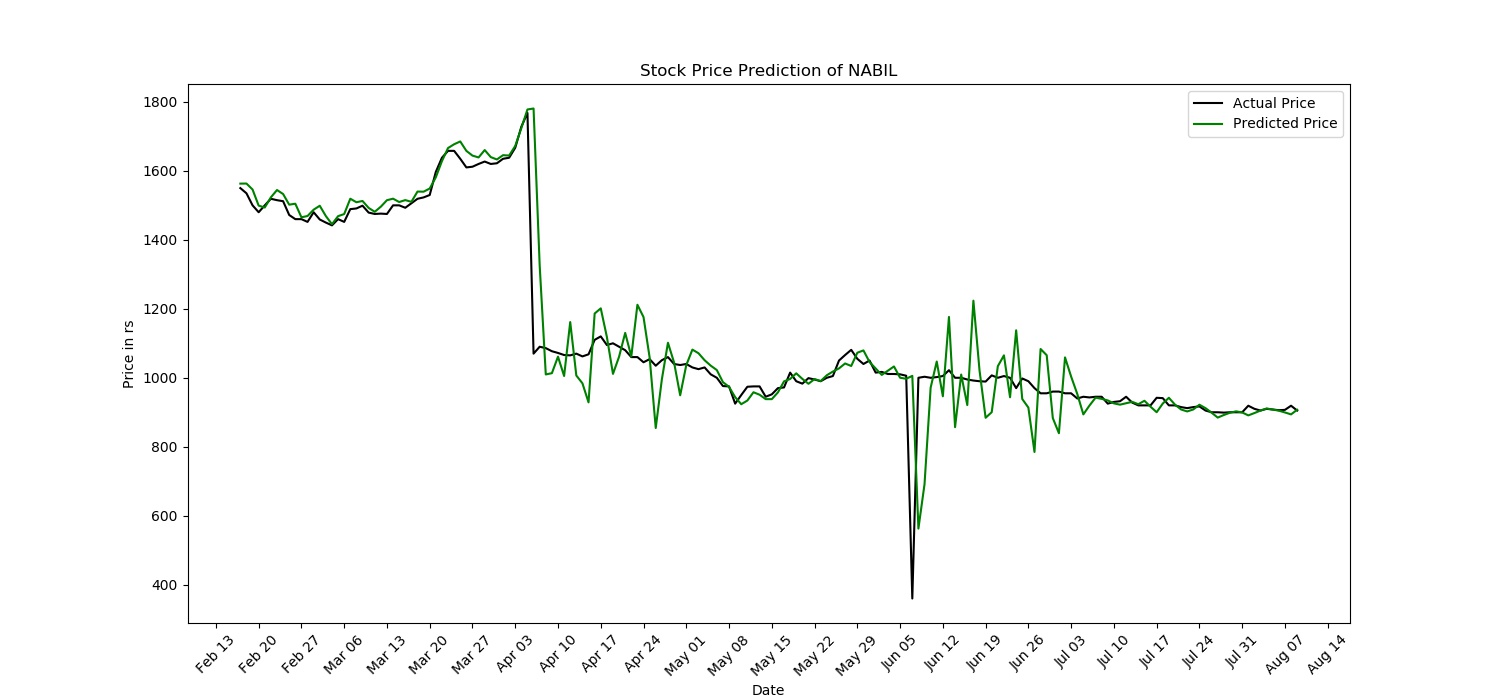 Stock Price Prediction of NABIL
Actual Price
Predicted Price
Price in rs
1800
1600
1400
1200
1000
800
600
400
Feb 13
Feb 20
Feb 27
Mar 06
Mar 13
Mar 20
Mar 27
Apr 03
Apr 10
Apr 17
Apr 24
May 01
May 08
May 15
May 22
May 29
Jun 05
Jun 12
Jun 19
Jun 26
Jul 03
Jul 10
Jul 17
Jul 24
Jul 31
Aug 07
Aug 14
Date